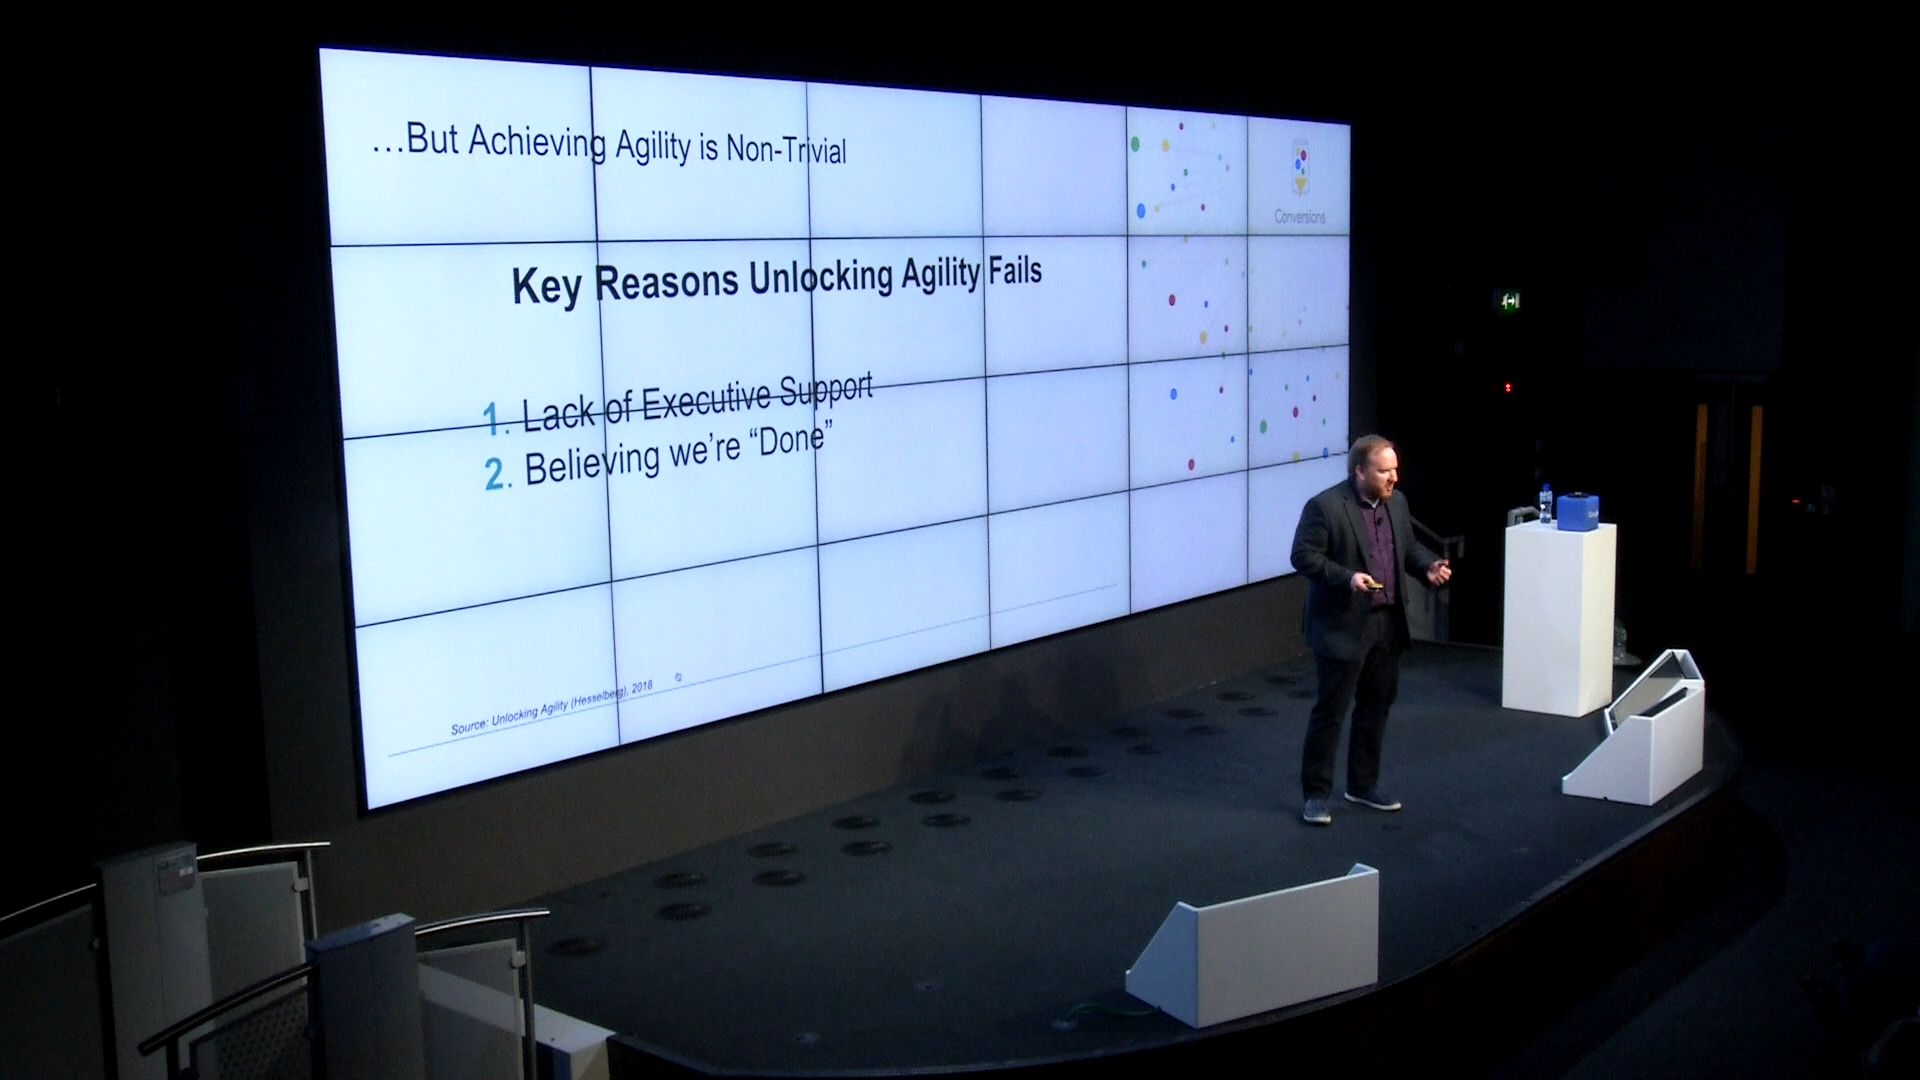 …But Achieving Agility is Non-Trivial
Conversions
Key Reasons Unlocking Agility Fails
1. Lack of Executive Support
2. Believing we’re “Done”
Source: Unlocking Agility (Hesselberg), 2018